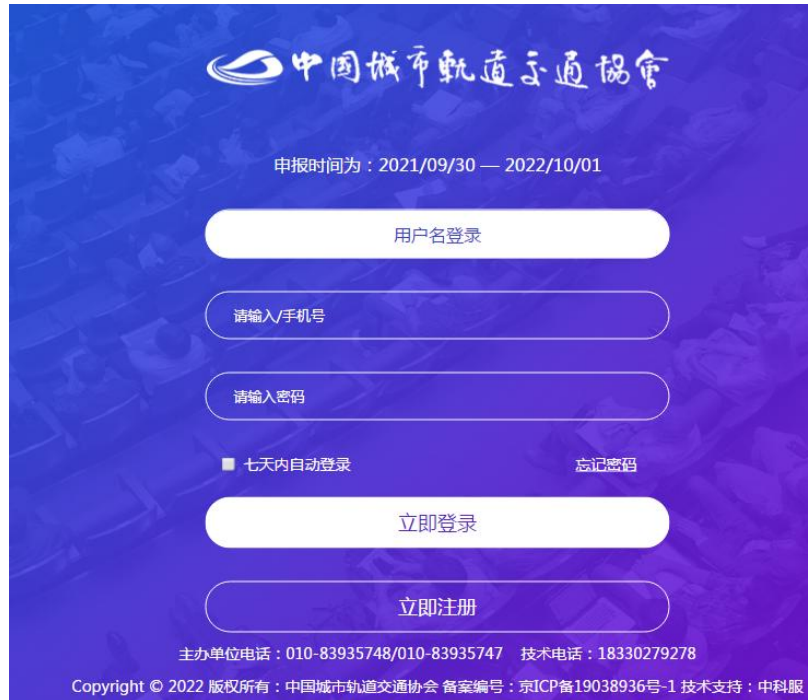 中国城市軌道交通協會
申报时间为：2021/09/30 — 2022/10/01
用户名登录
请输入/手机号
请输入密码
七天内自动登录 忘记密码
立即登录
立即注册
主办单位电话：010-83935748/010-83935747 技术电话：18330279278
Copyright © 2022 版权所有：中国城市轨道交通协会 备案编号：京ICP备19038936号-1 技术支持：中科服